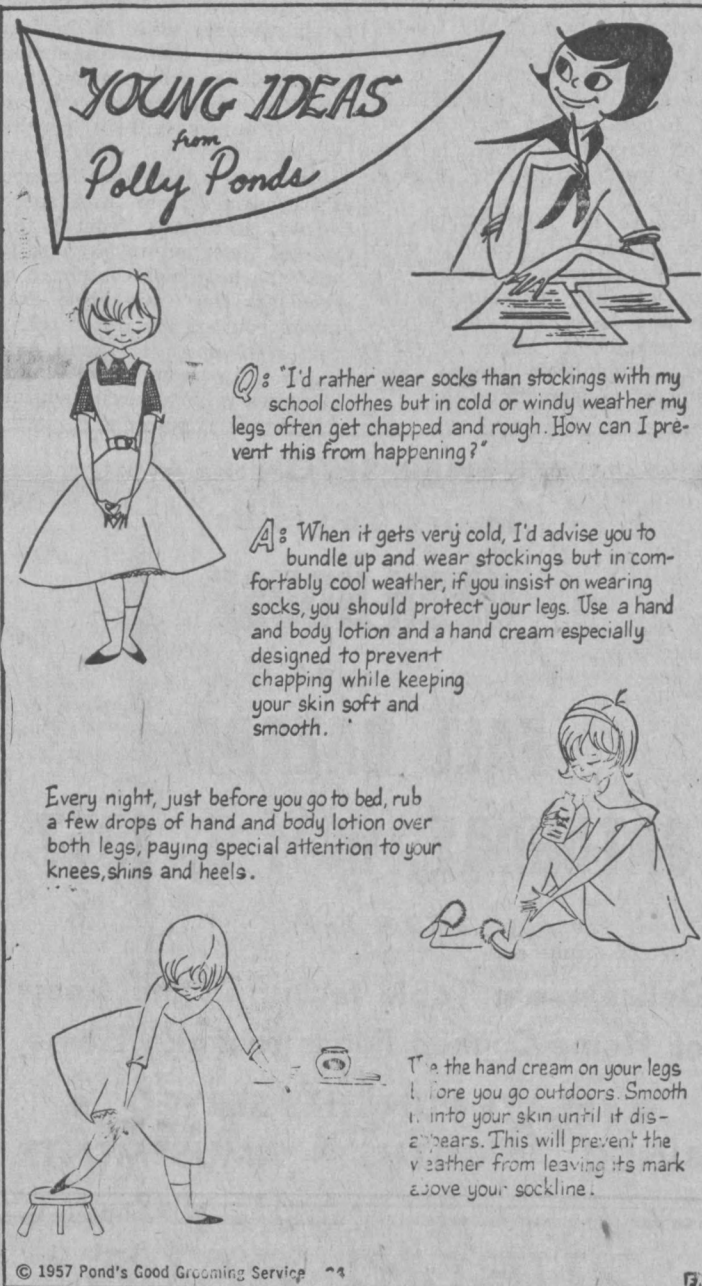 YOUNG IDEAS
from
Polly Ponds
Q: "I'd rather wear socks than stockings with my
school clothes but in cold or windy weather my
legs often get chapped and rough. How can I pre-
vent this from happening?"
A: When it gets very cold, I'd advise you to
bundle up and wear stockings but in com-
fortably cool weather, if you insist on wearing
socks, you should protect your legs. Use a hand
and body lotion and a hand cream especially
designed to prevent
chapping while keeping
your skin soft and
smooth.
Every night, just before you go to bed, rub
a few drops of hand and body lotion over
both legs, paying special attention to your
knees, shins and heels.
the hand cream on your legs
before you go outdoors. Smooth
into your skin until it dis-
appears. This will prevent the
weather from leaving its mark
above your sockline.
© 1957 Pond's Good Grooming Service